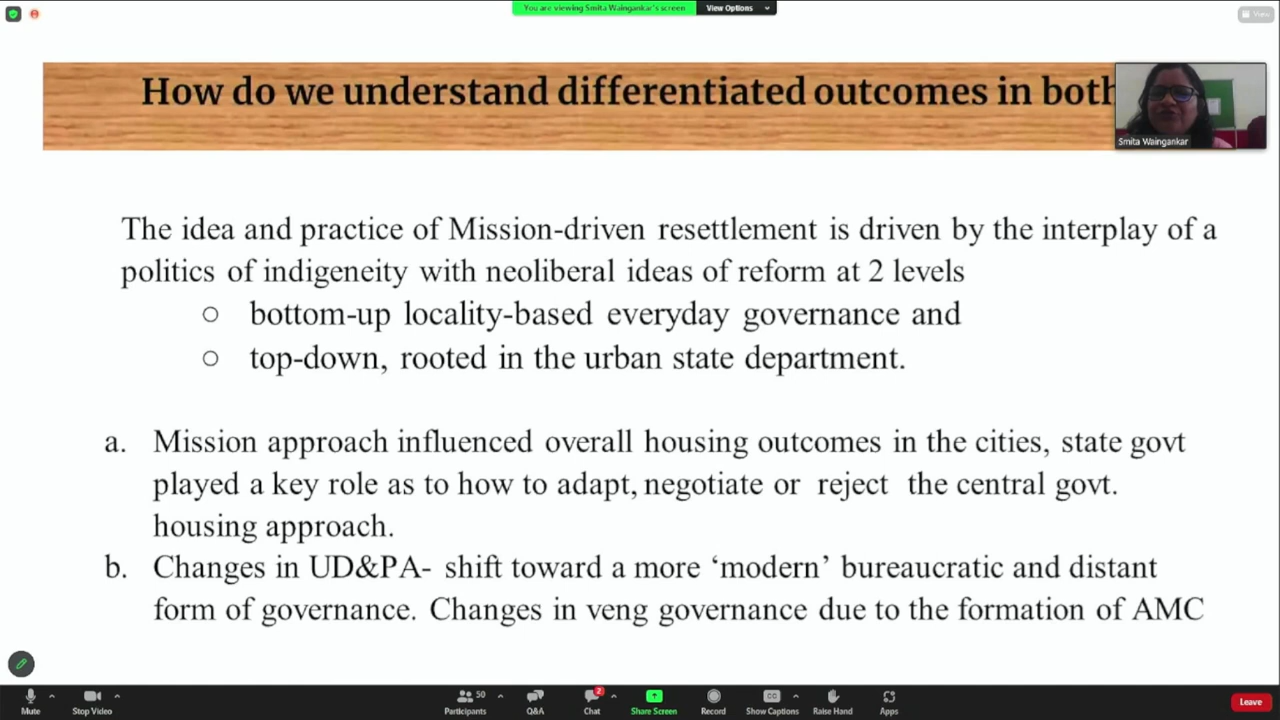 You are viewing Smita Waingankar's screen
View Options
View
How do we understand differentiated outcomes in both
Smita Waingankar
The idea and practice of Mission-driven resettlement is driven by the interplay of a
politics of indigeneity with neoliberal ideas of reform at 2 levels
○ bottom-up locality-based everyday governance and
○ top-down, rooted in the urban state department.
a. Mission approach influenced overall housing outcomes in the cities, state govt
played a key role as to how to adapt, negotiate or reject the central govt.
housing approach.
b. Changes in UD&PA- shift toward a more ‘modern’ bureaucratic and distant
form of governance. Changes in veng governance due to the formation of AMC
Mute
Stop Video
Participants 50
Q&A
Chat 2
Share Screen
Record
CC Show Captions
Raise Hand
Apps
Leave